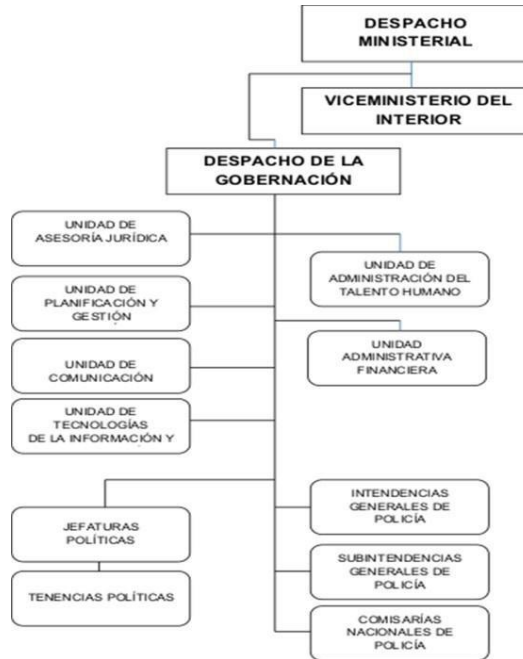 DESPACHO
MINISTERIAL
VICEMINISTERIO DEL
INTERIOR
DESPACHO DE LA
GOBERNACIÓN
UNIDAD DE
ASESORÍA JURÍDICA
UNIDAD DE
ADMINISTRACIÓN DEL
TALENTO HUMANO
UNIDAD DE
PLANIFICACIÓN Y
GESTIÓN
UNIDAD
ADMINISTRATIVA
FINANCIERA
UNIDAD DE
COMUNICACIÓN
UNIDAD DE
TECNOLOGÍAS
DE LA INFORMACIÓN Y
JEFATURAS
POLÍTICAS
INTENDENCIAS
GENERALES DE
POLICÍA
TENENCIAS POLÍTICAS
SUBINTENDENCIAS
GENERALES DE
POLICÍA
COMISARÍAS
NACIONALES DE
POLICÍA